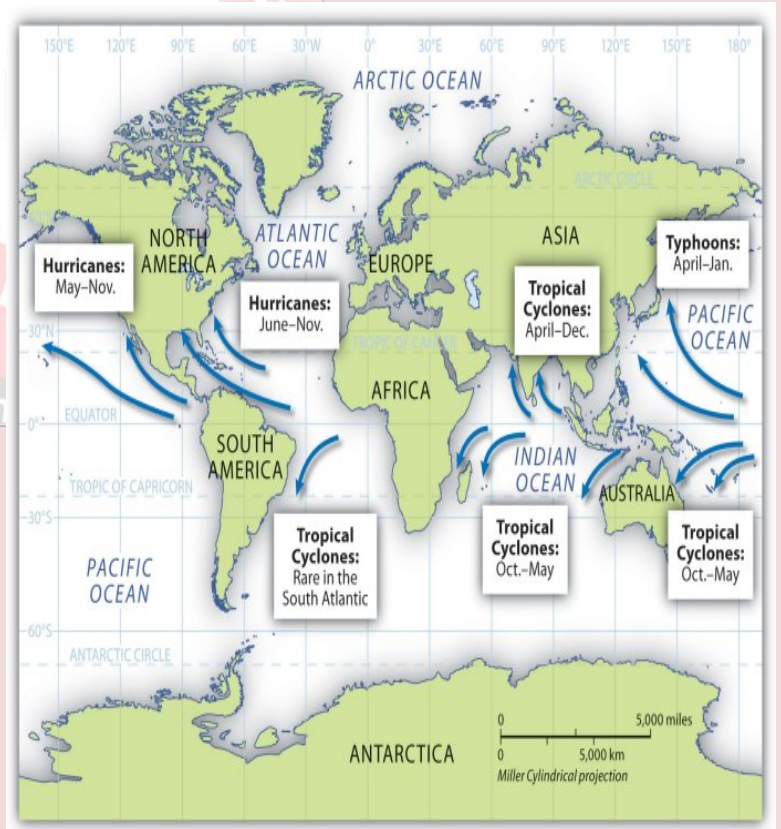 150°E 120°E 90°E 60°E 30°W 0° 30°E 60°E 90°E 120°E 150°E 180°
ARCTIC OCEAN
ARCTIC CIRCLE
NORTH
AMERICA
ATLANTIC
OCEAN
EUROPE
ASIA
Typhoons:
April–Jan.
Hurricanes:
May–Nov.
Hurricanes:
June–Nov.
Tropical
Cyclones:
April–Dec.
PACIFIC
OCEAN
30°N
TROPIC OF CANCER
AFRICA
EQUATOR
0°
0°
SOUTH
AMERICA
INDIAN
OCEAN
TROPIC OF CAPRICORN
AUSTRALIA
30°S
30°S
Tropical
Cyclones:
Rare in the
South Atlantic
Tropical
Cyclones:
Oct.–May
Tropical
Cyclones:
Oct.–May
PACIFIC
OCEAN
60°S
ANTARCTIC CIRCLE
ANTARCTICA
0 5,000 miles
0 5,000 km
Miller Cylindrical projection